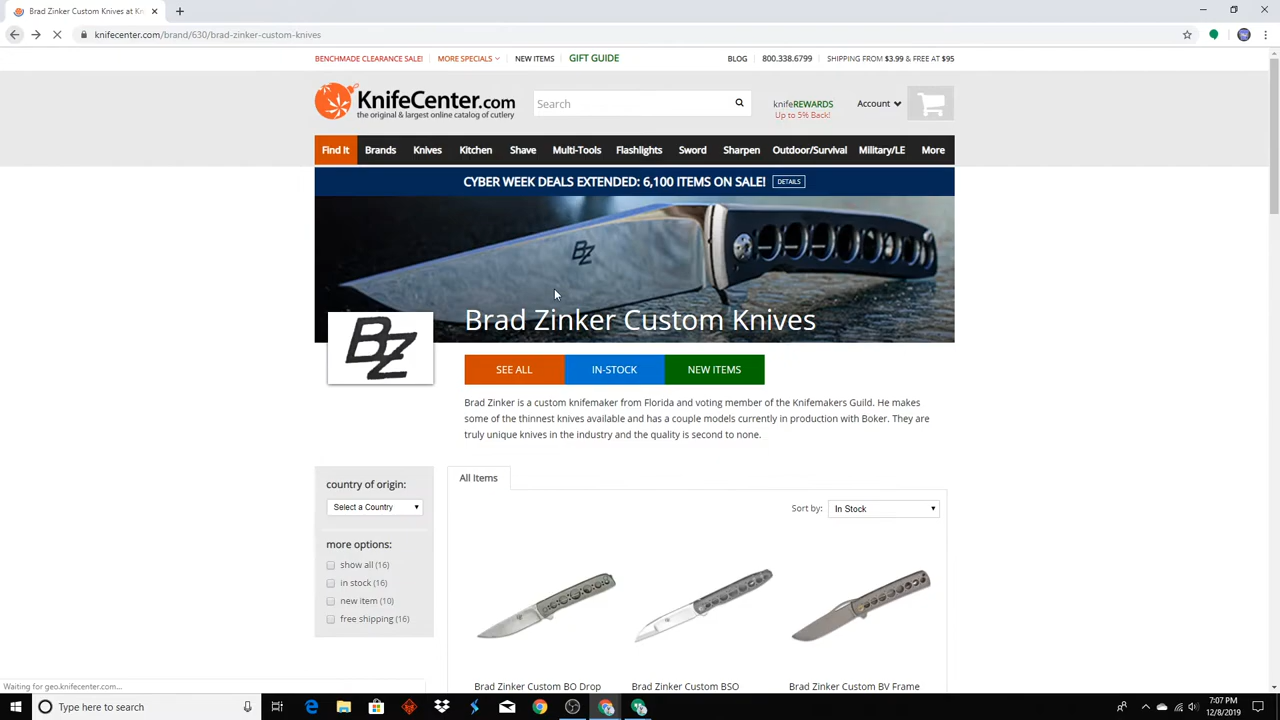 Brad Zinker Custom Knives at Kn
knifecenter.com/brand/630/brad-zinker-custom-knives
BENCHMADE CLEARANCE SALE! MORE SPECIALS NEW ITEMS GIFT GUIDE BLOG 800.338.6799 SHIPPING FROM $3.99 & FREE AT $95
KnifeCenter.com
the original & largest online catalog of cutlery
Search
knifeREWARDS
Up to 5% Back!
Account
Find It Brands Knives Kitchen Shave Multi-Tools Flashlights Sword Sharpen Outdoor/Survival Military/LE More
CYBER WEEK DEALS EXTENDED: 6,100 ITEMS ON SALE! DETAILS
BZ
Brad Zinker Custom Knives
BZ
SEE ALL IN-STOCK NEW ITEMS
Brad Zinker is a custom knifemaker from Florida and voting member of the Knifemakers Guild. He makes
some of the thinnest knives available and has a couple models currently in production with Boker. They are
truly unique knives in the industry and the quality is second to none.
country of origin:
Select a Country
more options:
show all (16)
in stock (16)
new item (10)
free shipping (16)
All Items
Sort by: In Stock
Brad Zinker Custom BO Drop Brad Zinker Custom BSO Brad Zinker Custom BV Frame
Waiting for geo.knifecenter.com...
Type here to search
7:07 PM
12/8/2019